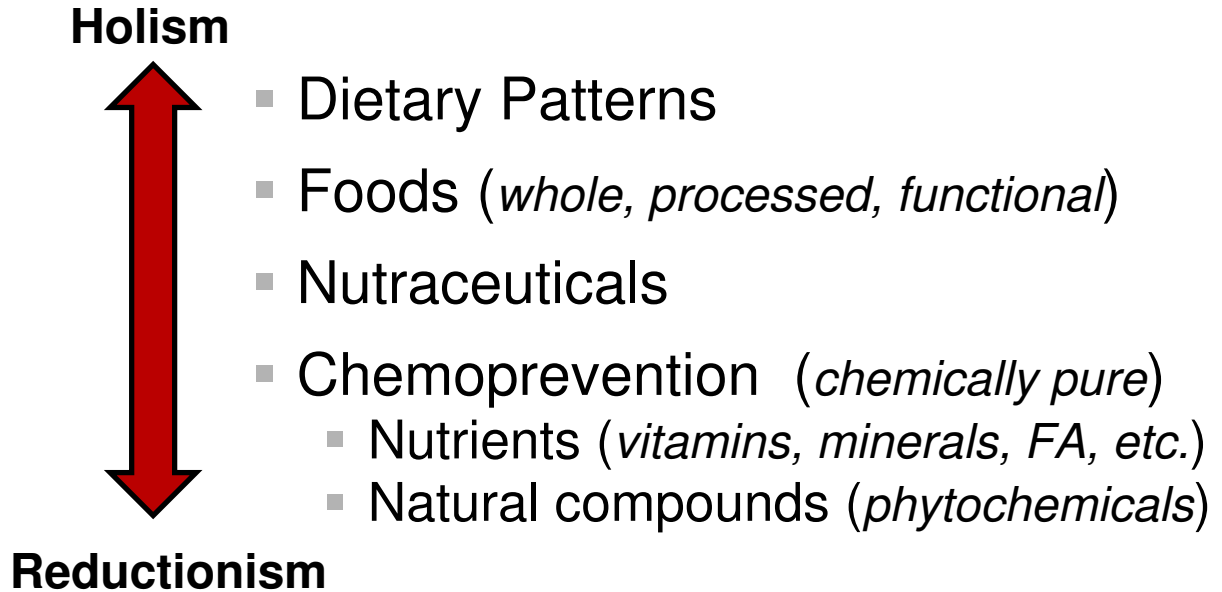 Holism
Dietary Patterns
Foods (whole, processed, functional)
Nutraceuticals
Chemoprevention (chemically pure)
Nutrients (vitamins, minerals, FA, etc.)
Natural compounds (phytochemicals)
Reductionism